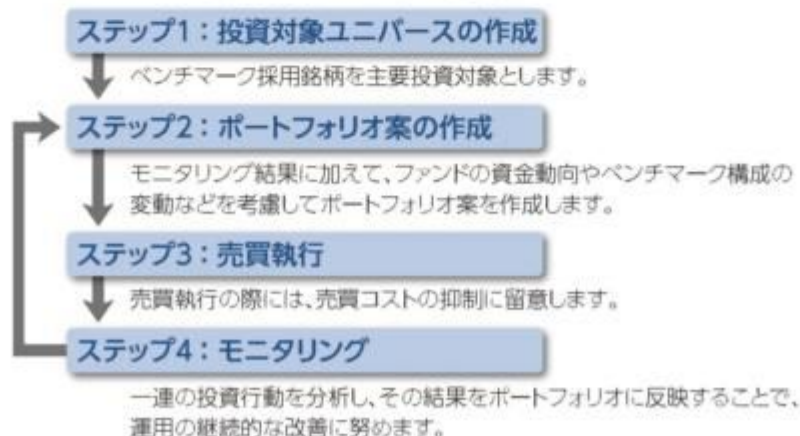 ステップ1：投資対象ユニバースの作成
ベンチマーク採用銘柄を主要投資対象とします。
ステップ2：ポートフォリオ案の作成
モニタリング結果に加えて、ファンドの資金動向やベンチマーク構成の
変動などを考慮してポートフォリオ案を作成します。
ステップ3：売買執行
売買執行の際には、売買コストの抑制に留意します。
ステップ4：モニタリング
一連の投資行動を分析し、その結果をポートフォリオに反映することで、
運用の継続的な改善に努めます。